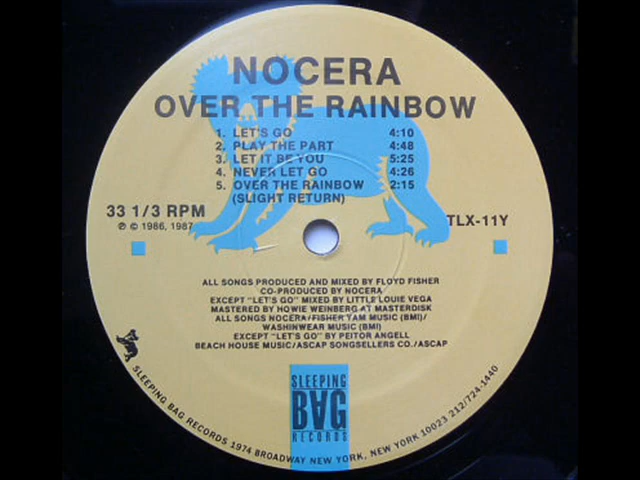 NOCERA
OVER THE RAINBOW
1. LET'S GO 4:10
2. PLAY THE PART 4:48
3. LET IT BE YOU 5:25
4. NEVER LET GO 4:26
5. OVER THE RAINBOW 2:15
(SLIGHT RETURN)
33 1/3 RPM
TLX-11Y
℗ © 1986, 1987
ALL SONGS PRODUCED AND MIXED BY FLOYD FISHER
CO-PRODUCED BY NOCERA
EXCEPT "LET'S GO" MIXED BY LITTLE LOUIE VEGA
MASTERED BY HOWIE WEINBERG AT MASTERDISK
ALL SONGS NOCERA/FISHER YAM MUSIC (BMI)/
WASHINWEAR MUSIC (BMI)
EXCEPT "LET'S GO" BY PEITOR ANGELL
BEACH HOUSE MUSIC/ASCAP SONGSELLERS CO./ASCAP
SLEEPING
BAG
RECORDS
SLEEPING BAG RECORDS 1974 BROADWAY NEW YORK, NEW YORK 10023 212/724-1440